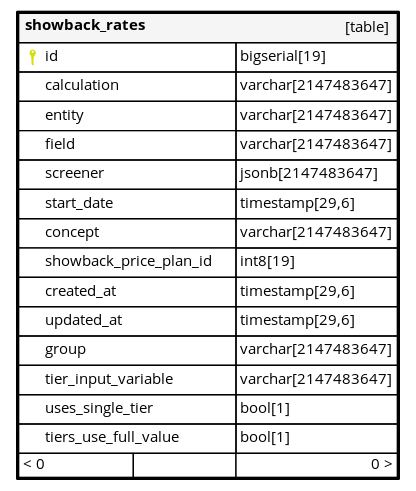 showback_rates [table]
id bigserial[19]
calculation varchar[2147483647]
entity varchar[2147483647]
field varchar[2147483647]
screener jsonb[2147483647]
start_date timestamp[29,6]
concept varchar[2147483647]
showback_price_plan_id int8[19]
created_at timestamp[29,6]
updated_at timestamp[29,6]
group varchar[2147483647]
tier_input_variable varchar[2147483647]
uses_single_tier bool[1]
tiers_use_full_value bool[1]
< 0 0 >